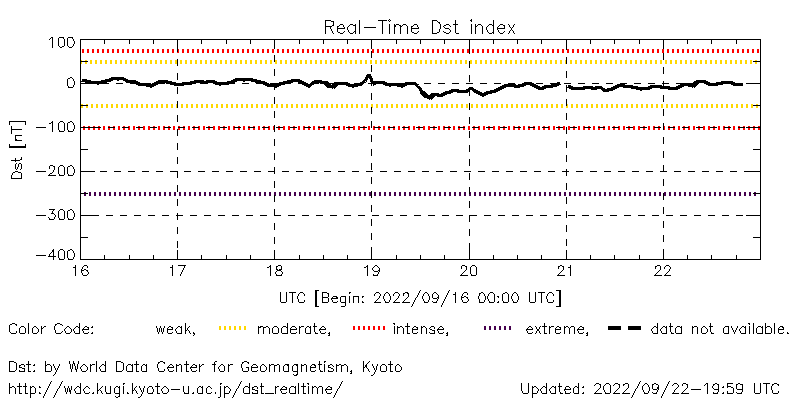 Real-Time Dst index
100
0
-100
-200
-300
-400
Dst [nT]
16 17 18 19 20 21 22
UTC [Begin: 2022/09/16 00:00 UTC]
Color Code: weak, moderate, intense, extreme, data not available.
Dst: by World Data Center for Geomagnetism, Kyoto
http://wdc.kugi.kyoto-u.ac.jp/dst_realtime/ Updated: 2022/09/22-19:59 UTC